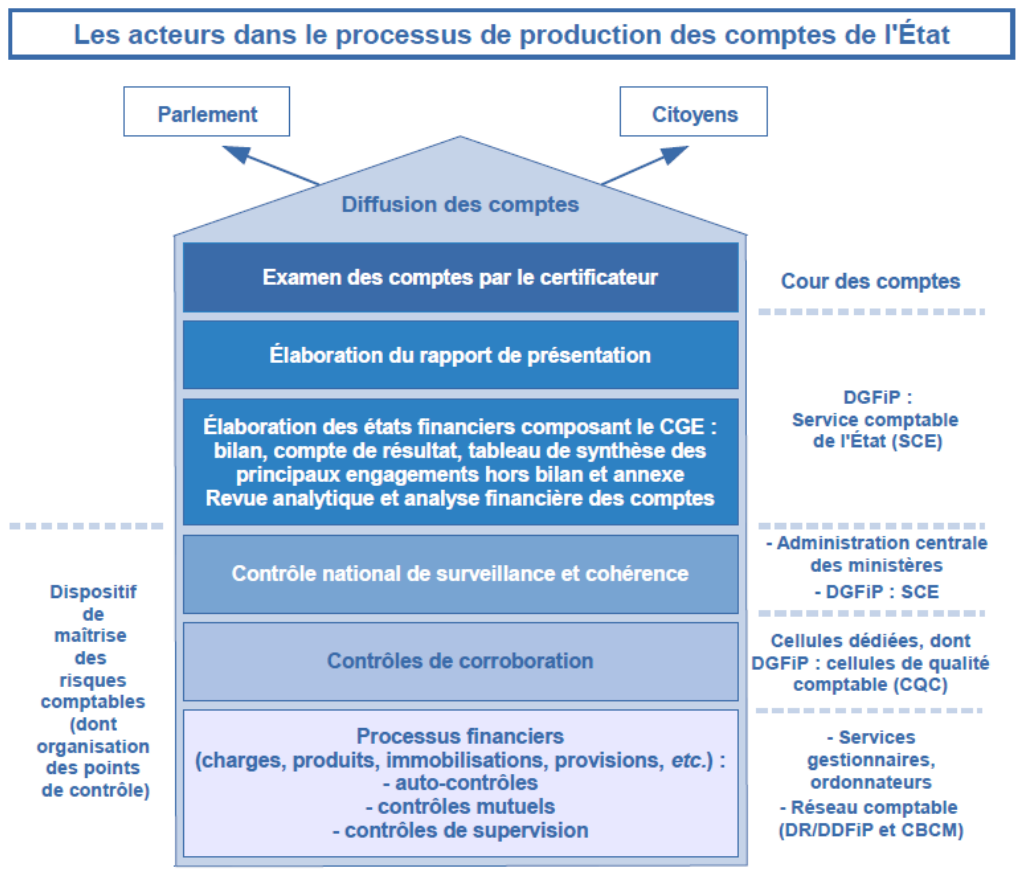 Les acteurs dans le processus de production des comptes de l'État
Parlement
Citoyens
Diffusion des comptes
Examen des comptes par le certificateur
Cour des comptes
Élaboration du rapport de présentation
Élaboration des états financiers composant le CGE :
bilan, compte de résultat, tableau de synthèse des
principaux engagements hors bilan et annexe
Revue analytique et analyse financière des comptes
DGFiP :
Service comptable
de l'État (SCE)
Dispositif
de
maîtrise
des
risques
comptables
(dont
organisation
des points
de contrôle)
Contrôle national de surveillance et cohérence
- Administration centrale
des ministères
- DGFiP : SCE
Contrôles de corroboration
Cellules dédiées, dont
DGFiP : cellules de qualité
comptable (CQC)
Processus financiers
(charges, produits, immobilisations, provisions, etc.) :
- auto-contrôles
- contrôles mutuels
- contrôles de supervision
- Services
gestionnaires,
ordonnateurs
- Réseau comptable
(DR/DDFiP et CBCM)